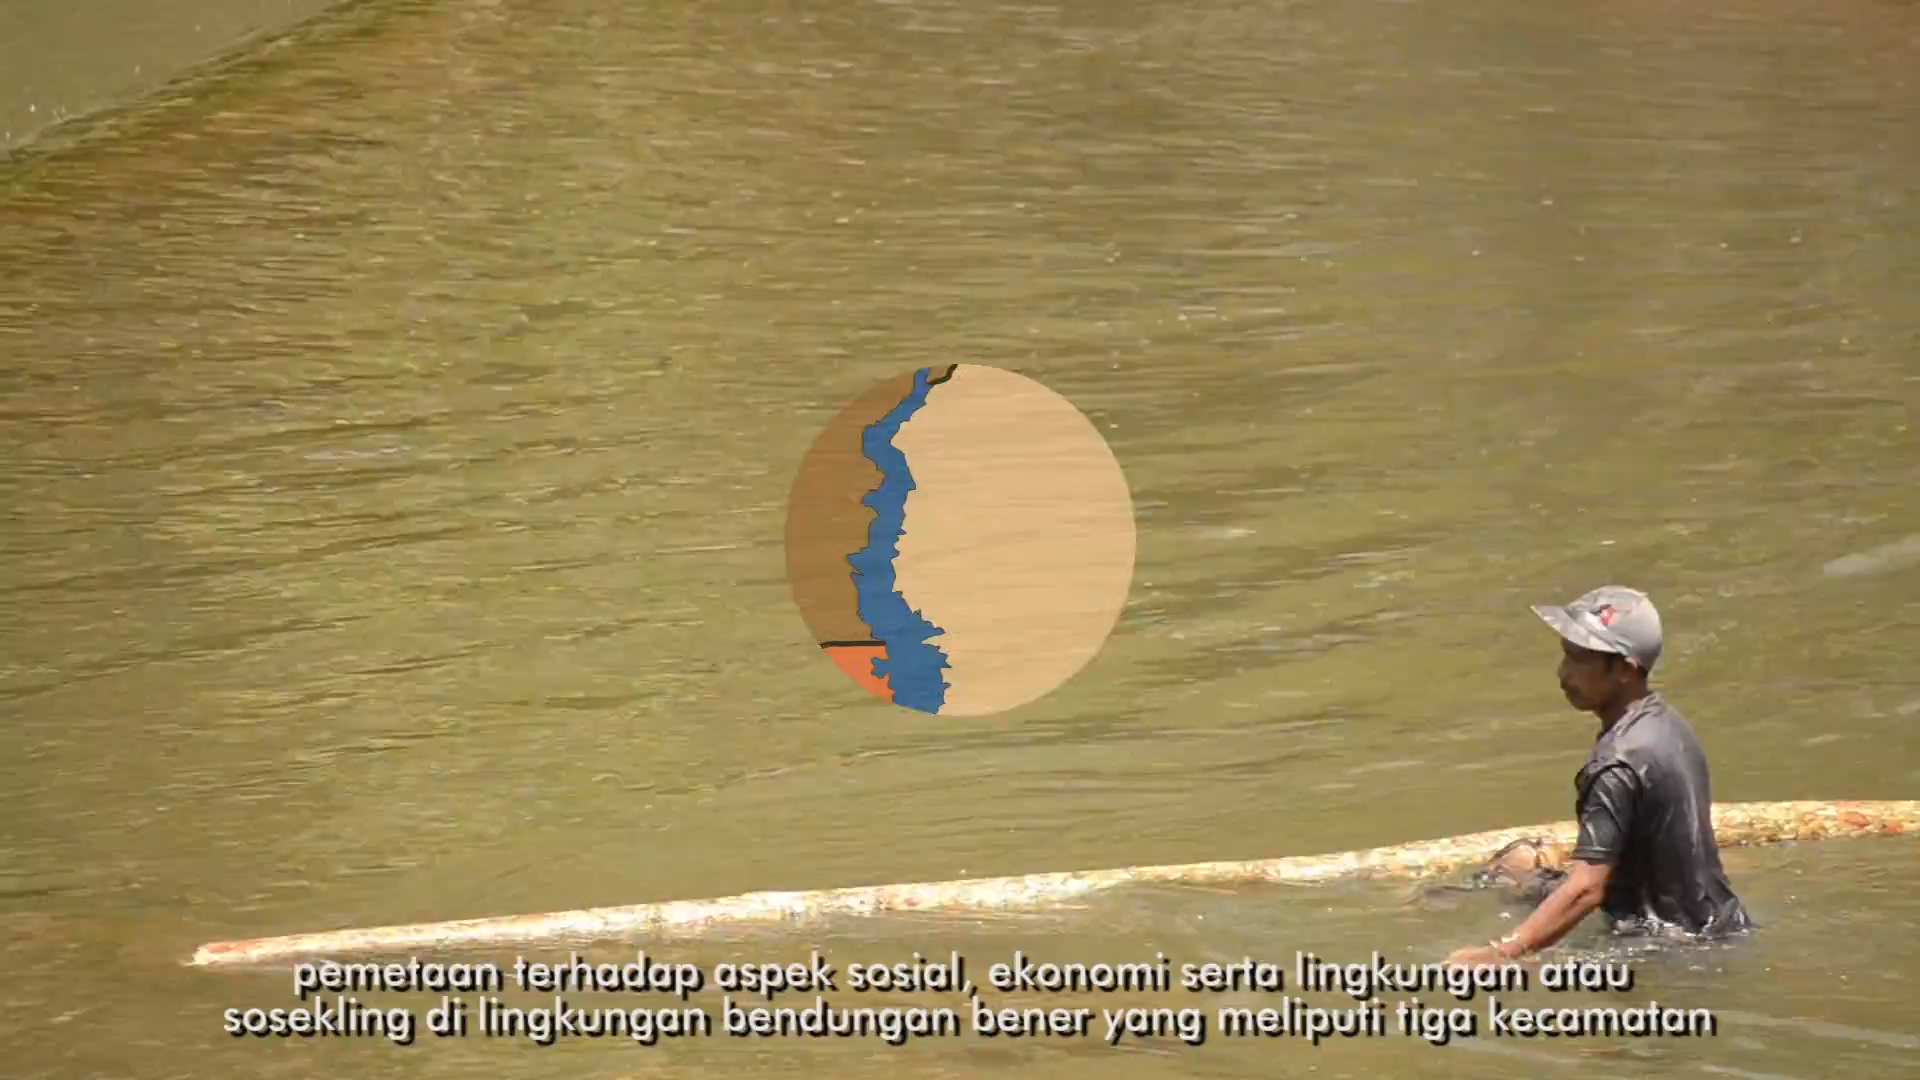 pemetaan terhadap aspek sosial, ekonomi serta lingkungan atau
sosekling di lingkungan bendungan bener yang meliputi tiga kecamatan